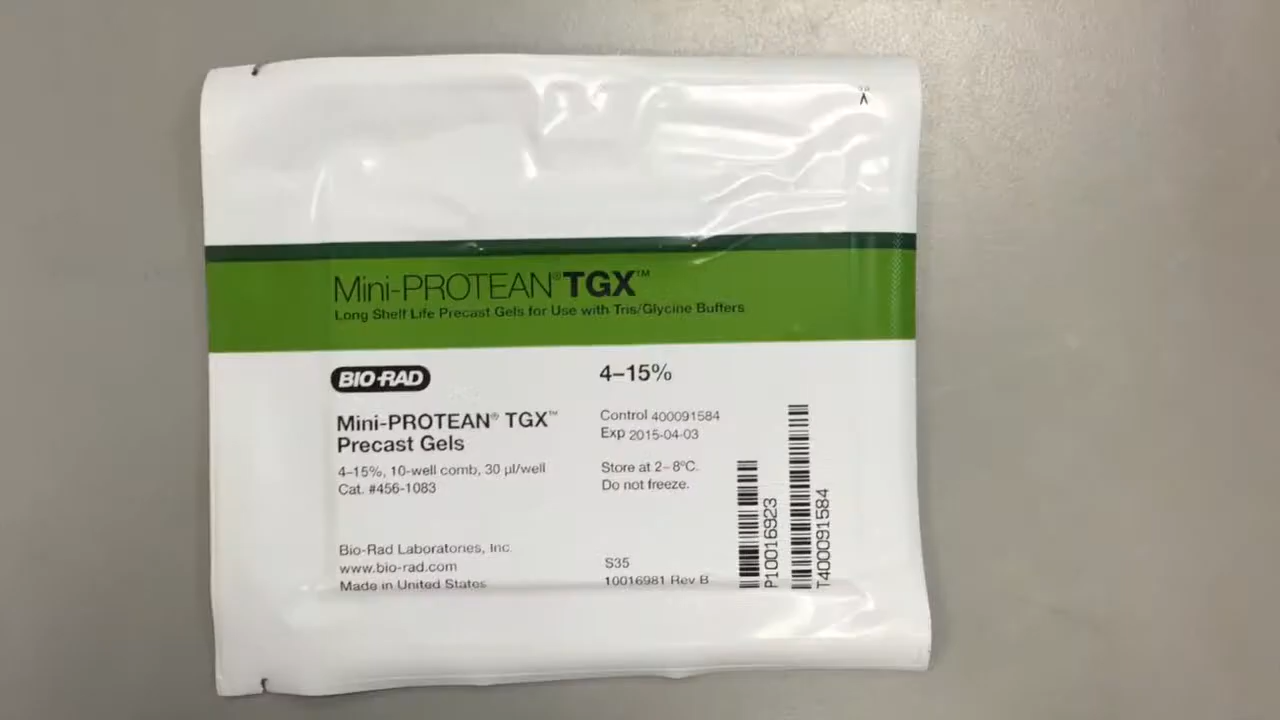 Mini-PROTEAN® TGX™
Long Shelf Life Precast Gels for Use with Tris/Glycine Buffers
BIO-RAD
4–15%
Mini-PROTEAN® TGX™
Precast Gels
4–15%, 10-well comb, 30 µl/well
Cat. #456-1083
Control 400091584
Exp 2015-04-03
Store at 2–8°C.
Do not freeze.
Bio-Rad Laboratories, Inc.
www.bio-rad.com
Made in United States
S35
10016981 Rev B
P10016923
T400091584